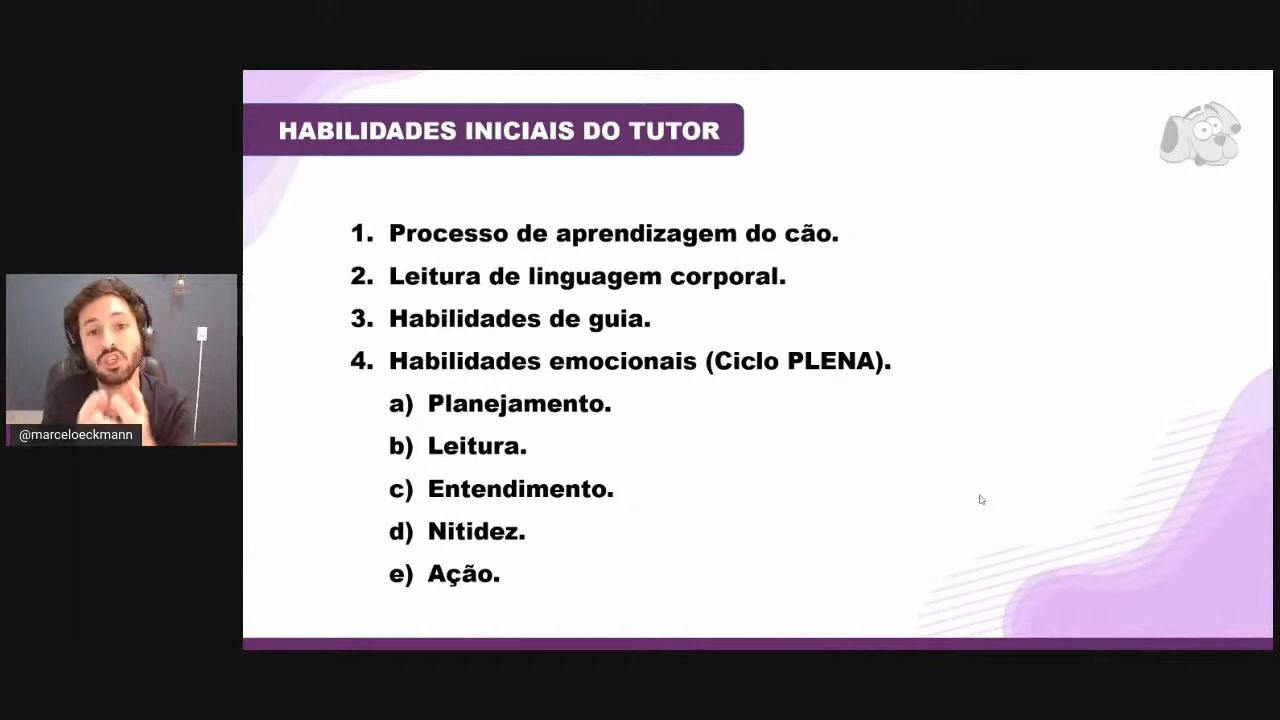 HABILIDADES INICIAIS DO TUTOR
1. Processo de aprendizagem do cão.
2. Leitura de linguagem corporal.
3. Habilidades de guia.
4. Habilidades emocionais (Ciclo PLENA).
a) Planejamento.
b) Leitura.
c) Entendimento.
d) Nitidez.
e) Ação.
@marceloeckmann